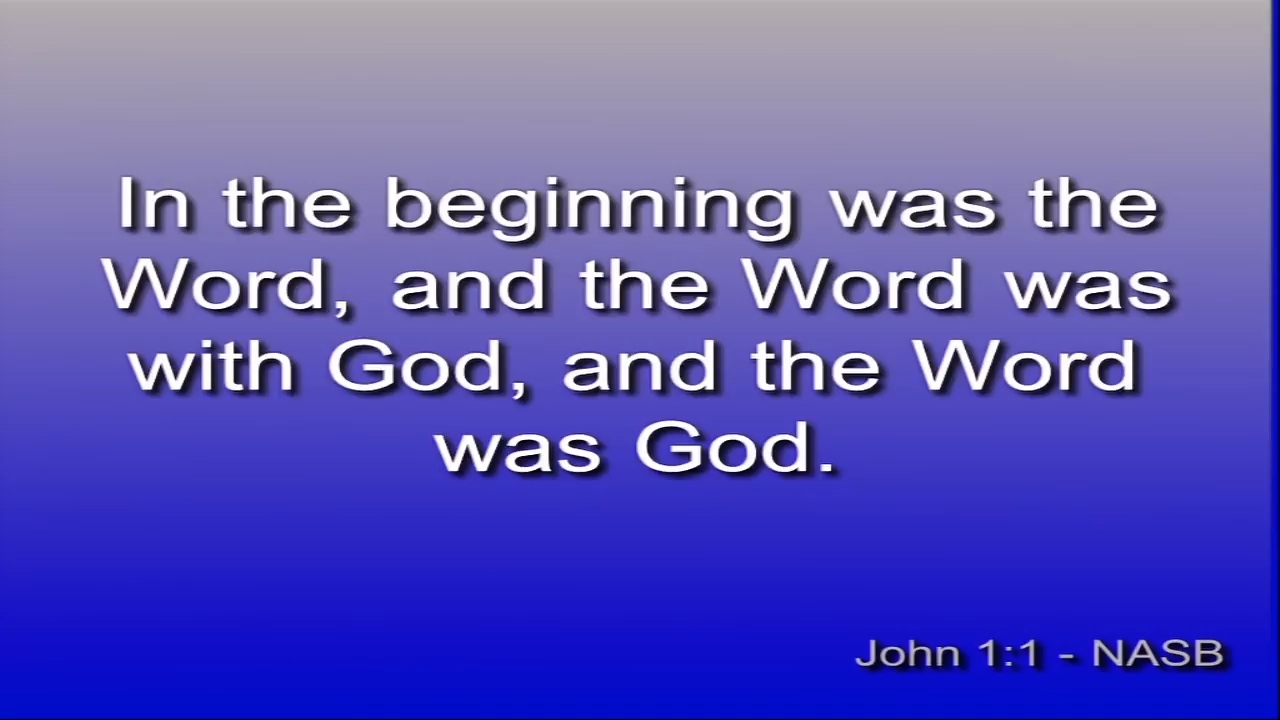 In the beginning was the
Word, and the Word was
with God, and the Word
was God.
John 1:1 - NASB